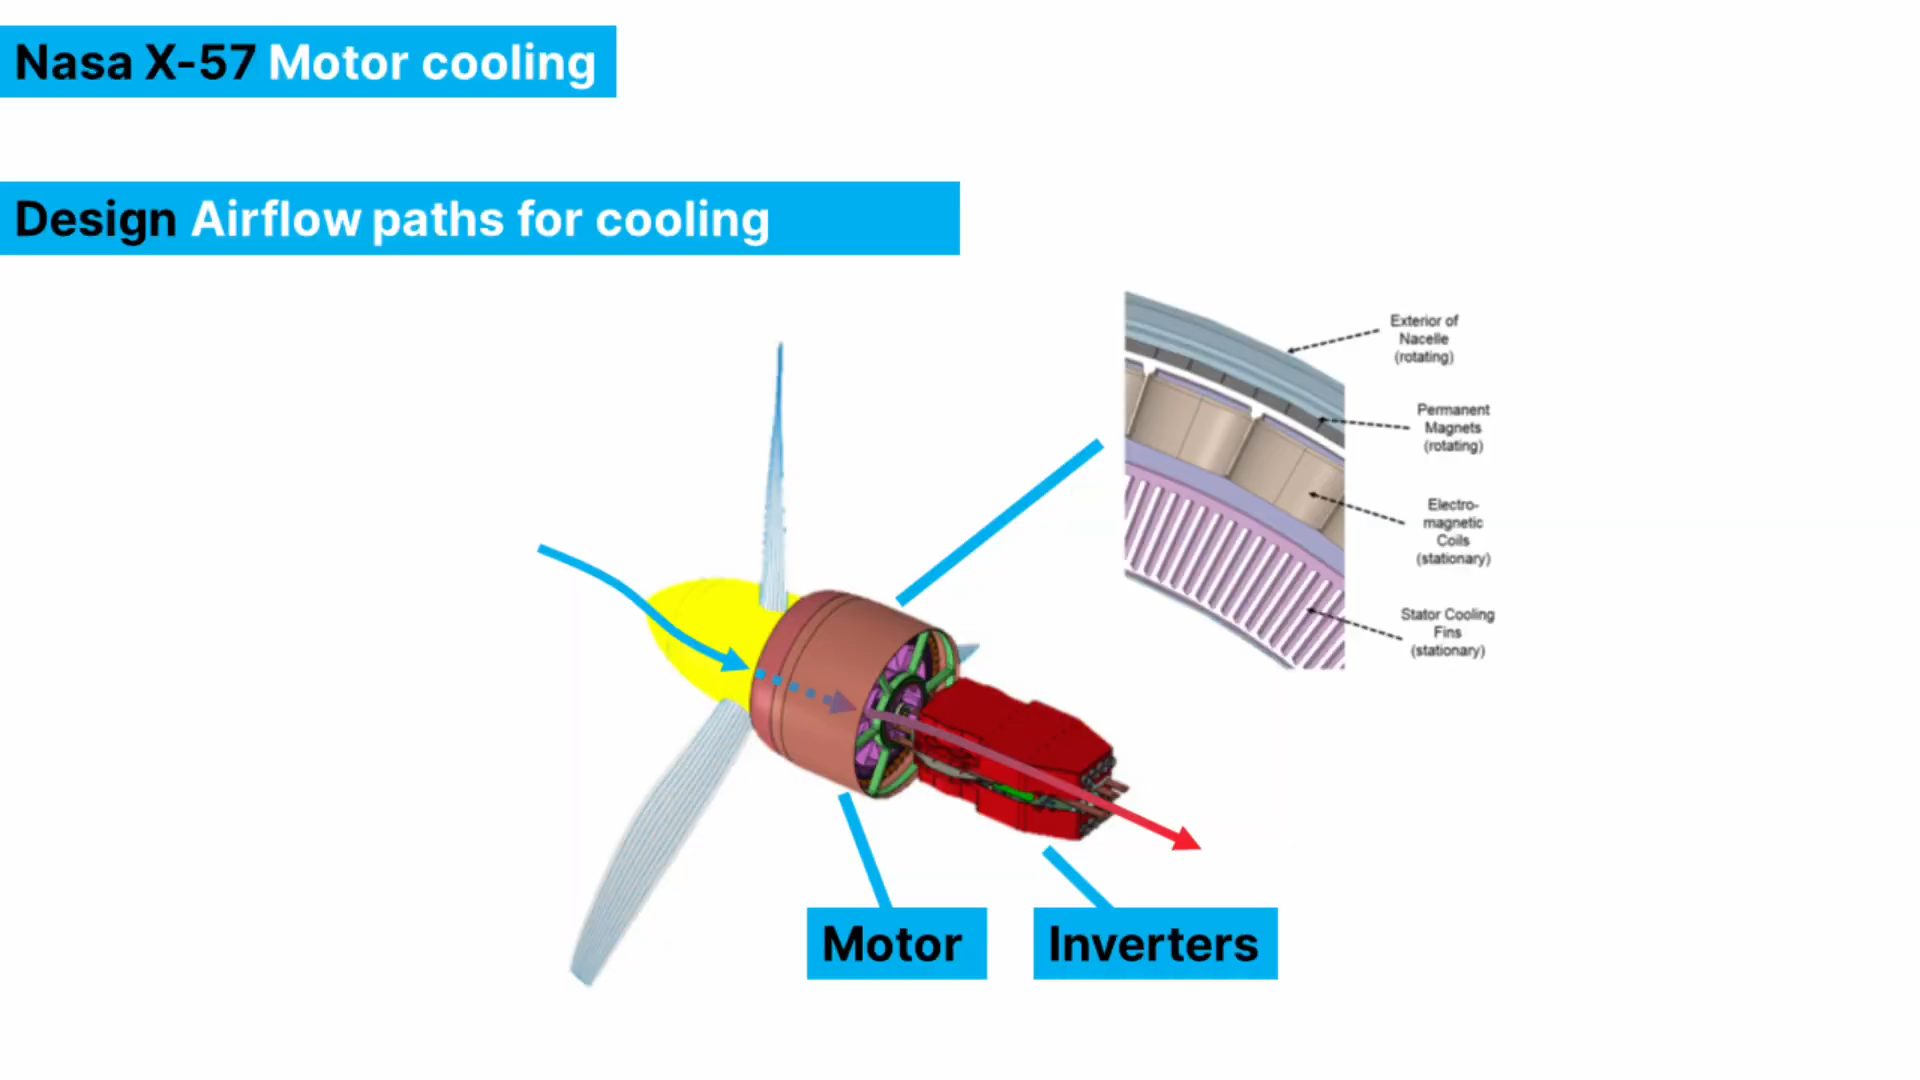 Nasa X-57 Motor cooling
Design Airflow paths for cooling
Exterior of
Nacelle
(rotating)
Permanent
Magnets
(rotating)
Electro-
magnetic
Coils
(stationary)
Stator Cooling
Fins
(stationary)
Motor
Inverters